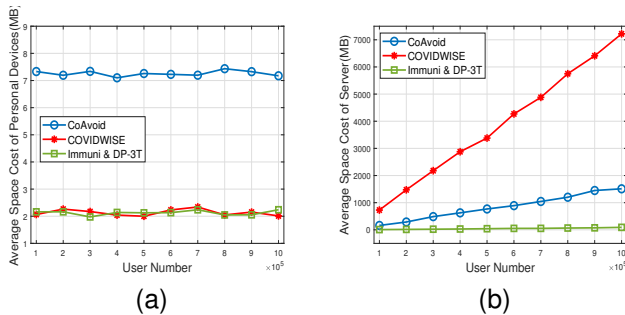 Average Space Cost of Personal Devices(MB)
9
8
7
6
5
4
3
2
1
CoAvoid
COVIDWISE
Immuni & DP-3T
1 2 3 4 5 6 7 8 9 10
×10⁵
User Number
(a)
Average Space Cost of Server(MB)
7000
6000
5000
4000
3000
2000
1000
0
CoAvoid
COVIDWISE
Immuni & DP-3T
1 2 3 4 5 6 7 8 9 10
×10⁵
User Number
(b)